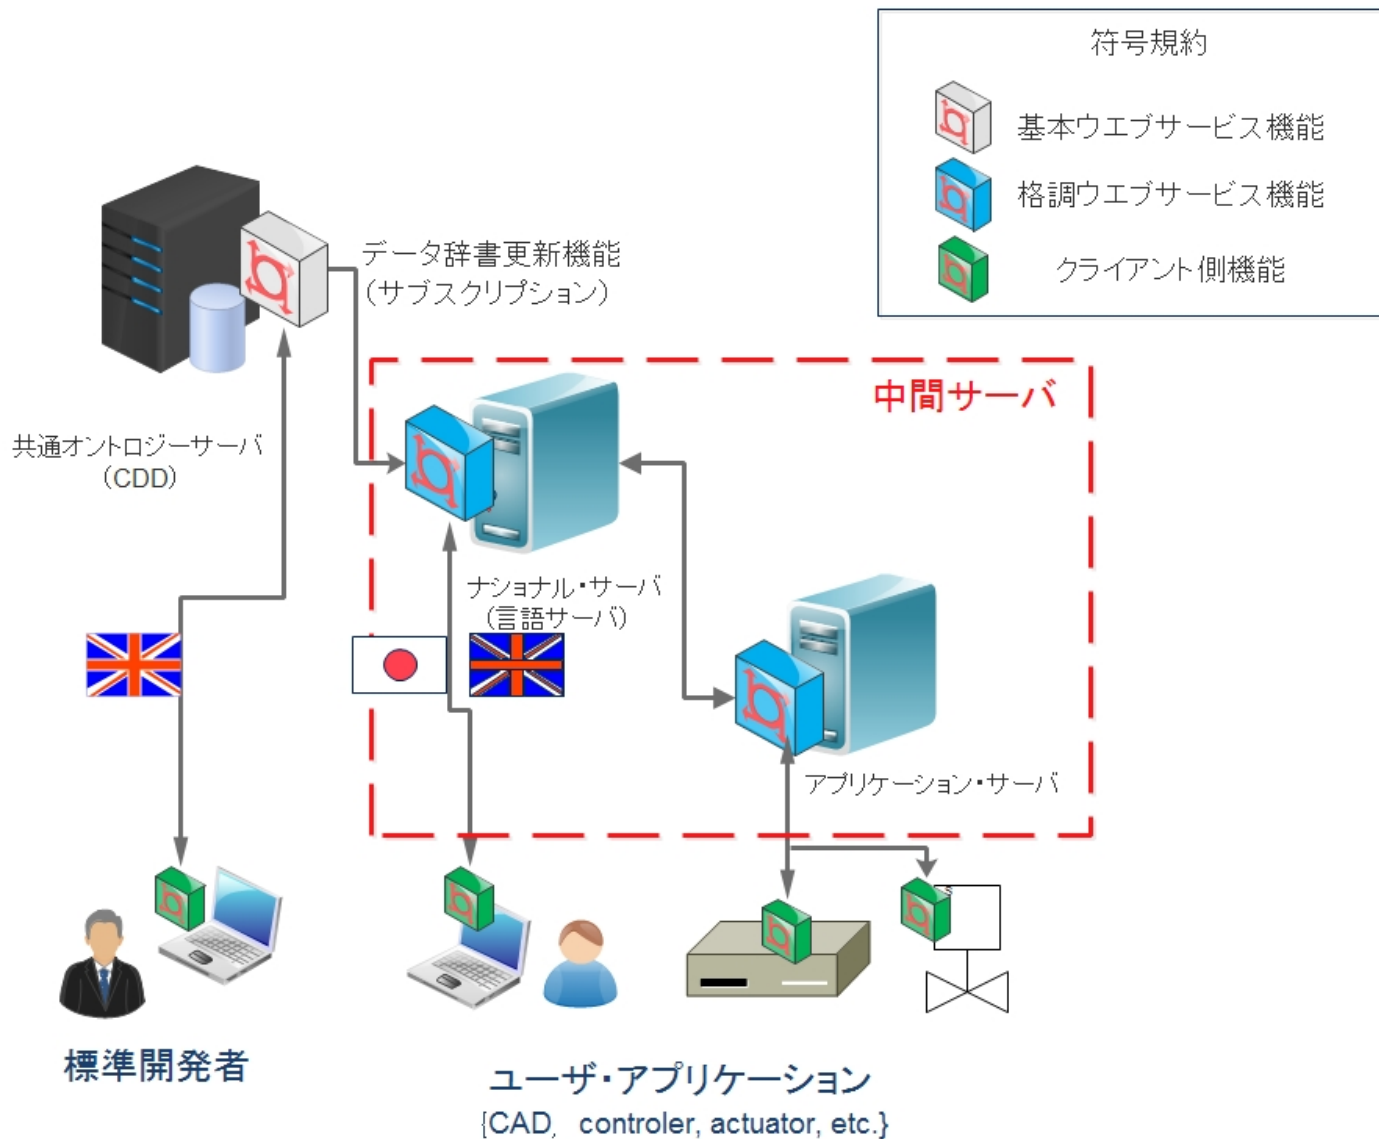 符号規約
基本ウエブサービス機能
格調ウエブサービス機能
クライアント側機能
データ辞書更新機能
(サブスクリプション)
中間サーバ
共通オントロジーサーバ
(CDD)
ナショナル・サーバ
(言語サーバ)
アプリケーション・サーバ
標準開発者
ユーザ・アプリケーション
{CAD, controler, actuator, etc.}